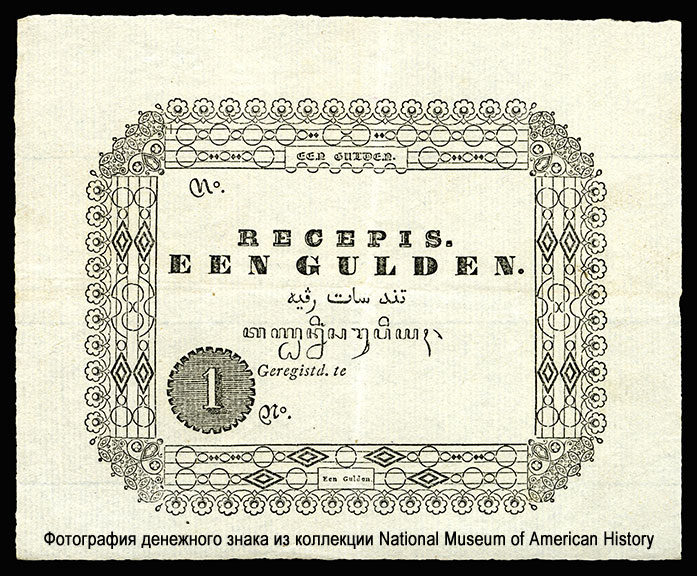 EEN GULDEN.
No.
RECEPIS.
EEN GULDEN.
تند سات رڤيه
Geregistd. te
1
No.
Een Gulden.
Фотография денежного знака из коллекции National Museum of American History